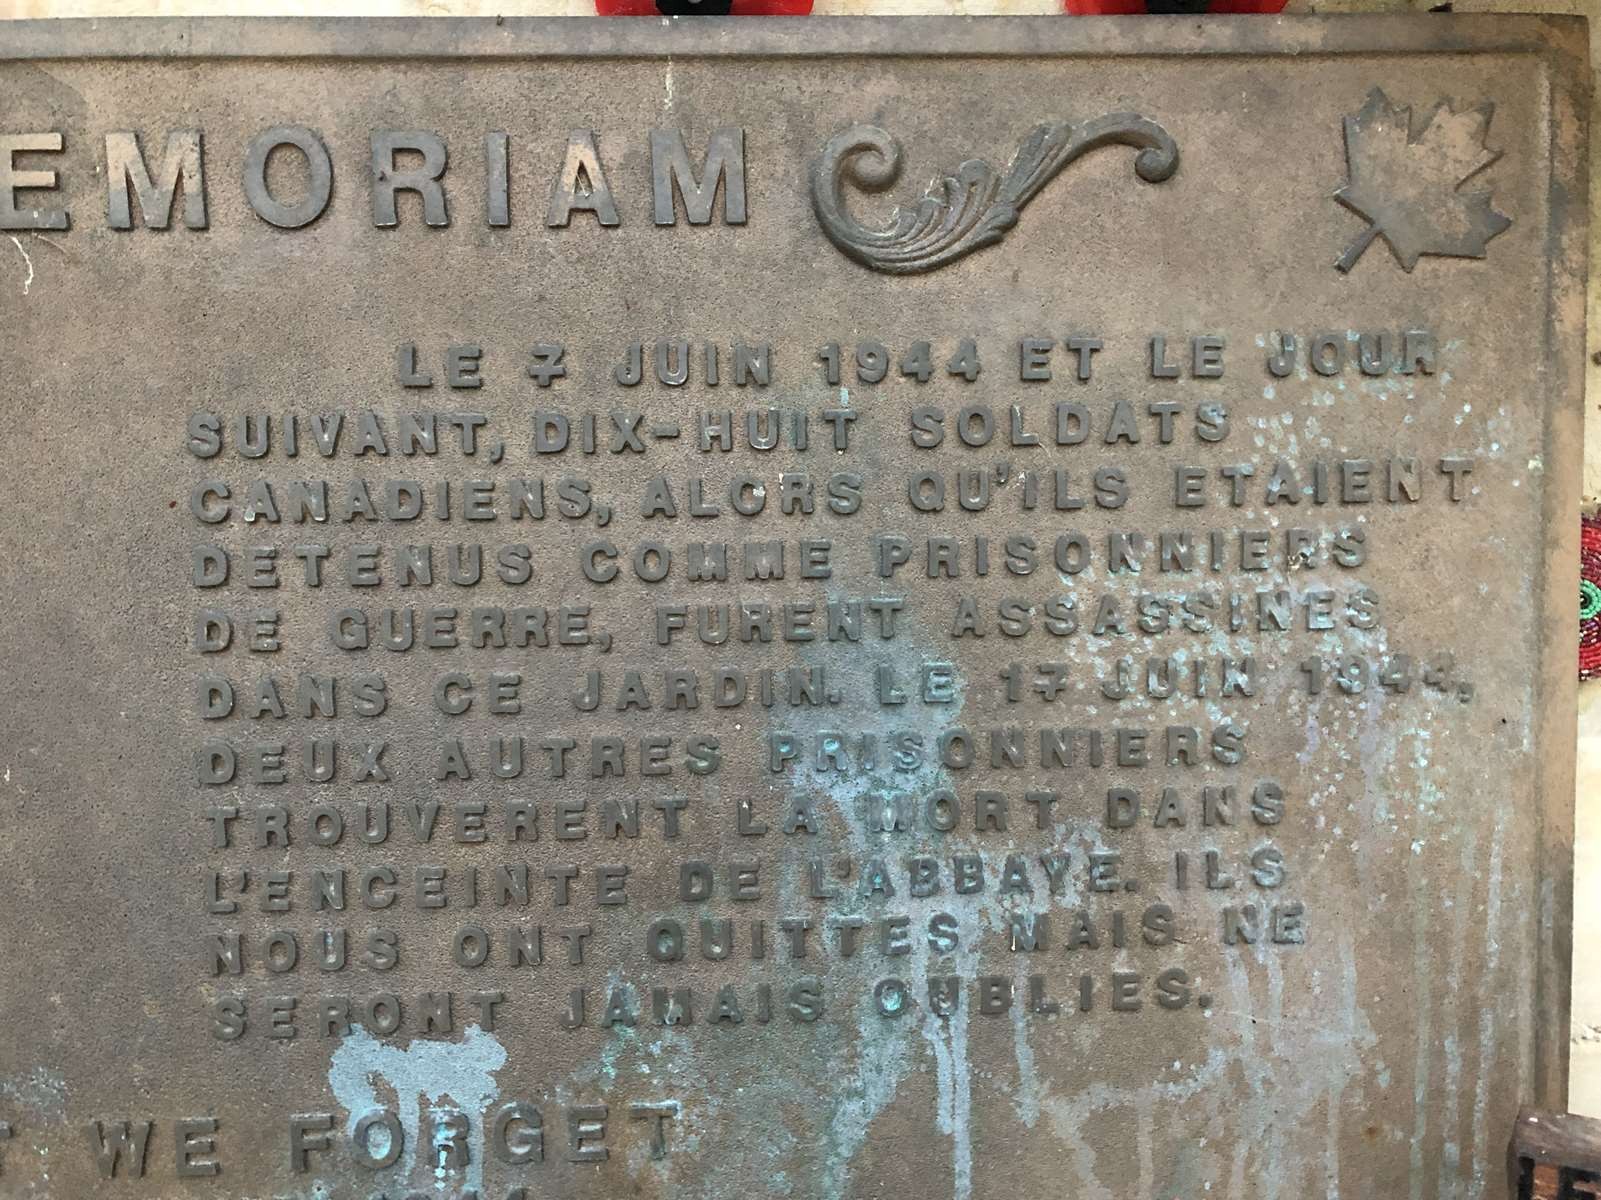 EMORIAM
LE 7 JUIN 1944 ET LE JOUR
SUIVANT, DIX-HUIT SOLDATS
CANADIENS, ALORS QU'ILS ETAIENT
DETENUS COMME PRISONNIERS
DE GUERRE, FURENT ASSASSINES
DANS CE JARDIN. LE 17 JUIN 1944,
DEUX AUTRES PRISONNIERS
TROUVERENT LA MORT DANS
L'ENCEINTE DE L'ABBAYE. ILS
NOUS ONT QUITTES MAIS NE
SERONT JAMAIS OUBLIES.
T WE FORGET